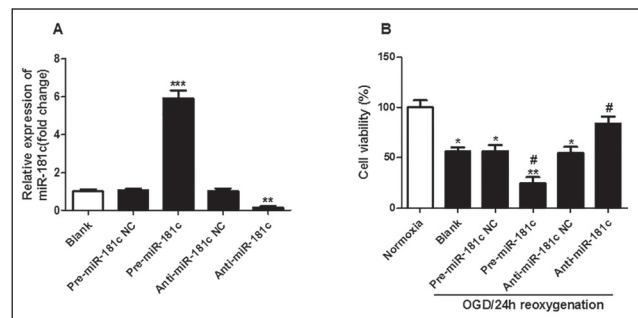 A
Relative expression of
miR-181c(fold change)
8
6
4
2
0
***
**
Blank
Pre-miR-181c NC
Pre-miR-181c
Anti-miR-181c NC
Anti-miR-181c
B
Cell viability (%)
150
100
50
0
*
*
#
**
*
#
Normoxia
Blank
Pre-miR-181c NC
Pre-miR-181c
Anti-miR-181c NC
Anti-miR-181c
OGD/24h reoxygenation